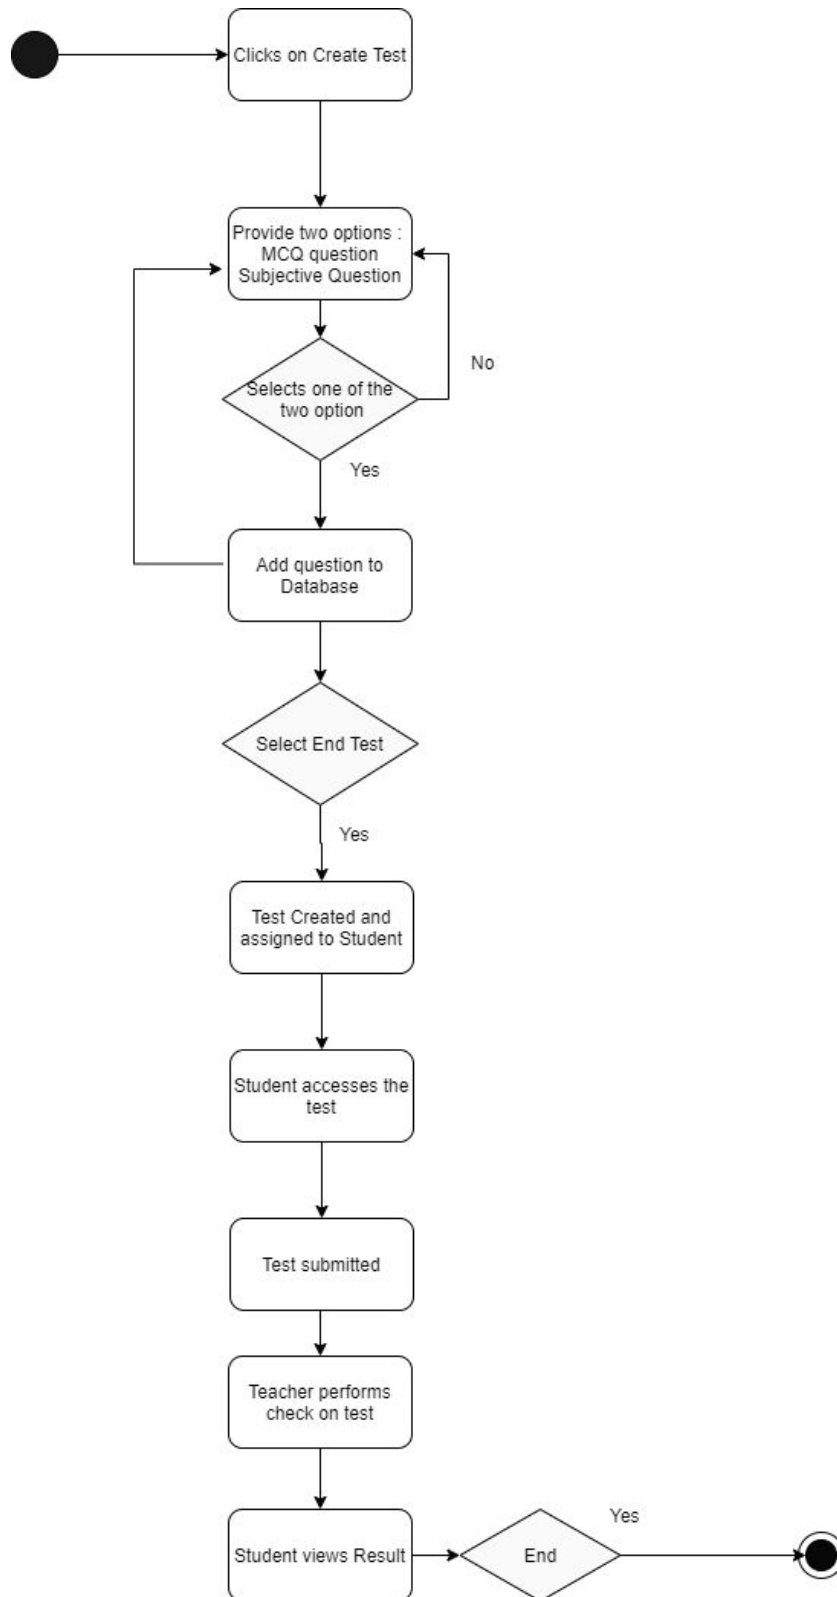 Clicks on Create Test
Provide two options :
MCQ question
Subjective Question
No
Selects one of the
two option
Yes
Add question to
Database
Select End Test
Yes
Test Created and
assigned to Student
Student accesses the
test
Test submitted
Teacher performs
check on test
Student views Result
End
Yes